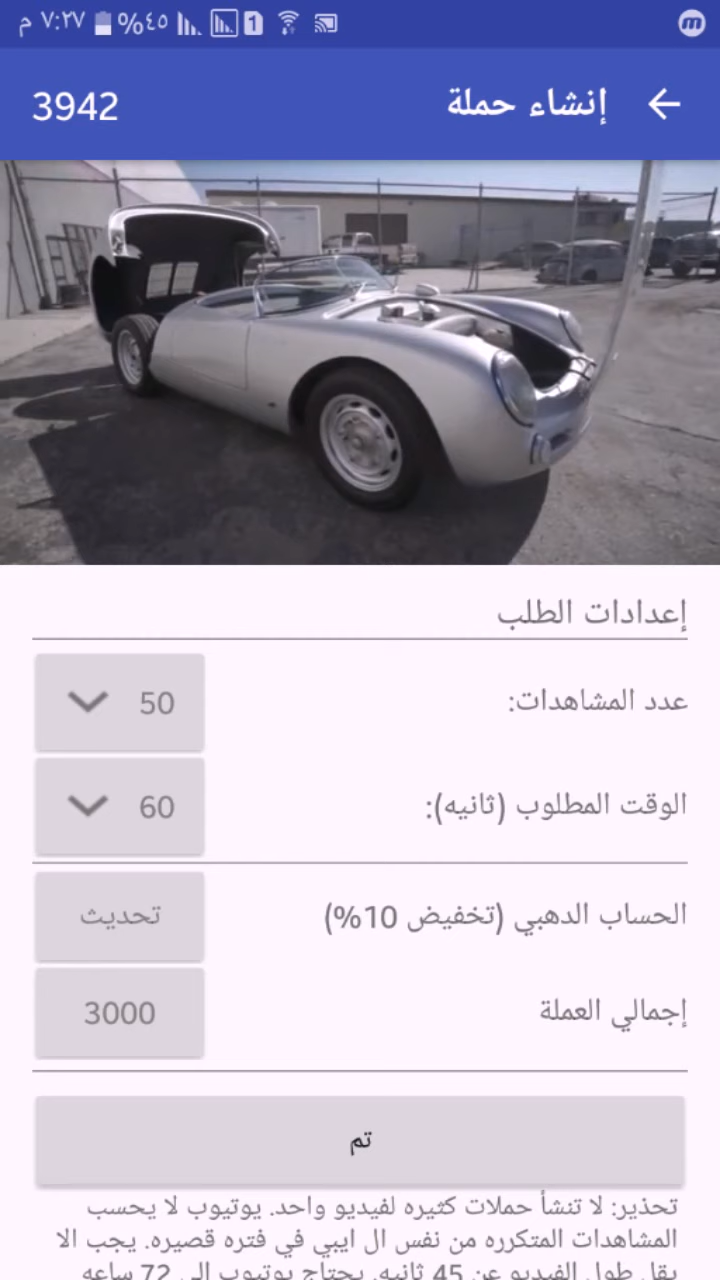 ٧:٢٧ م ٤٥% 1
إنشاء حملة 3942
إعدادات الطلب
عدد المشاهدات: 50
الوقت المطلوب (ثانيه): 60
الحساب الدهبي (تخفيض 10%) تحديث
إجمالي العملة 3000
تم
تحذير: لا تنشأ حملات كثيره لفيديو واحد. يوتيوب لا يحسب
المشاهدات المتكرره من نفس ال ايبي في فتره قصيره. يجب الا
يقل طول الفيديو عن 45 ثانيه. يحتاج يوتيوب الى 72 ساعه